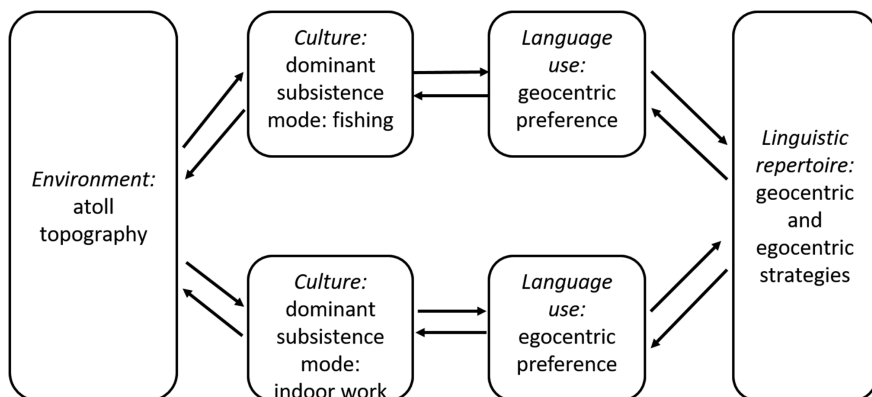 Environment:
atoll
topography
Culture:
dominant
subsistence
mode: fishing
Language
use:
geocentric
preference
Culture:
dominant
subsistence
mode:
indoor work
Language
use:
egocentric
preference
Linguistic
repertoire:
geocentric
and
egocentric
strategies